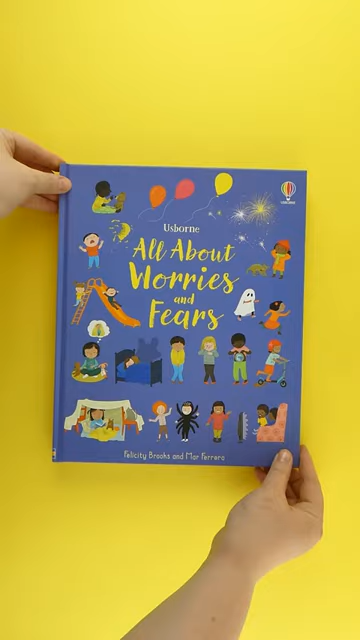 Usborne
All About
Worries
and
Fears
Felicity Brooks and Mar Ferrero